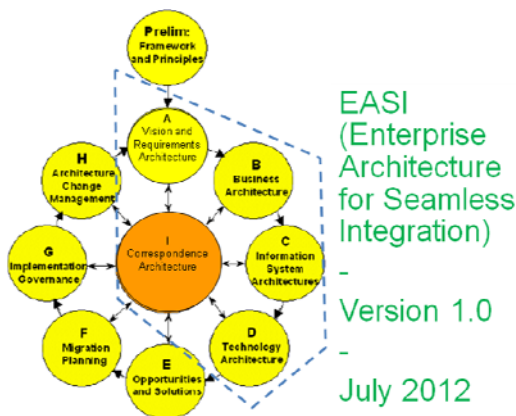 Prelim:
Framework
and Principles
A
Vision and
Requirements
Architecture
H
Architecture
Change
Management
B
Business
Architecture
I
Correspondence
Architecture
G
Implementation
Governance
C
Information
System
Architectures
F
Migration
Planning
D
Technology
Architecture
E
Opportunities
and Solutions
EASI
(Enterprise
Architecture
for Seamless
Integration)
-
Version 1.0
-
July 2012